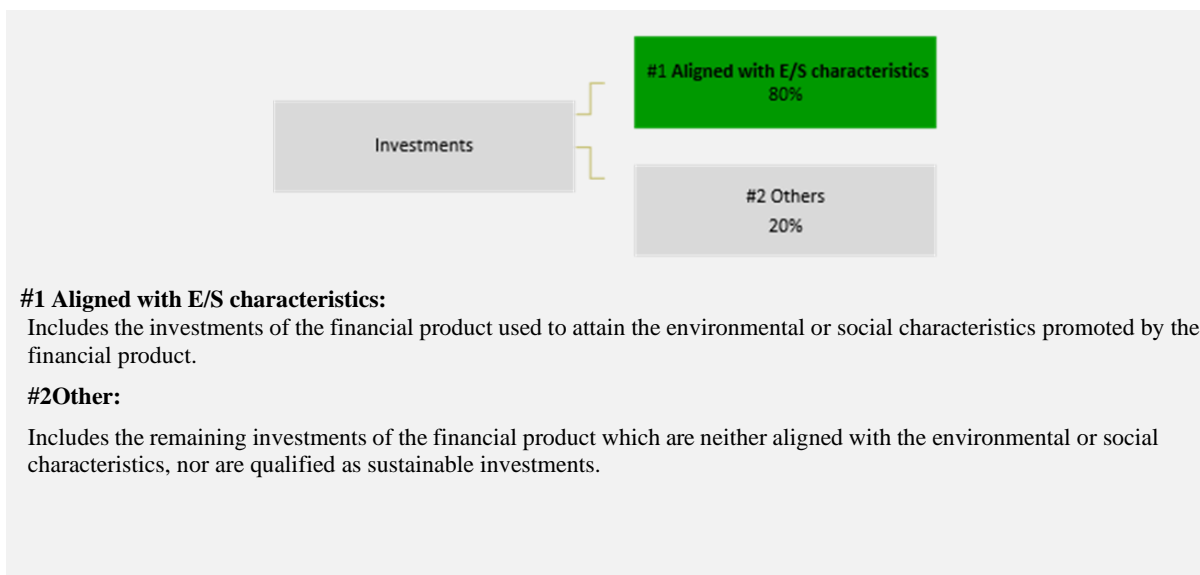 #1 Aligned with E/S characteristics
80%
Investments
#2 Others
20%
#1 Aligned with E/S characteristics:
Includes the investments of the financial product used to attain the environmental or social characteristics promoted by the
financial product.
#2Other:
Includes the remaining investments of the financial product which are neither aligned with the environmental or social
characteristics, nor are qualified as sustainable investments.